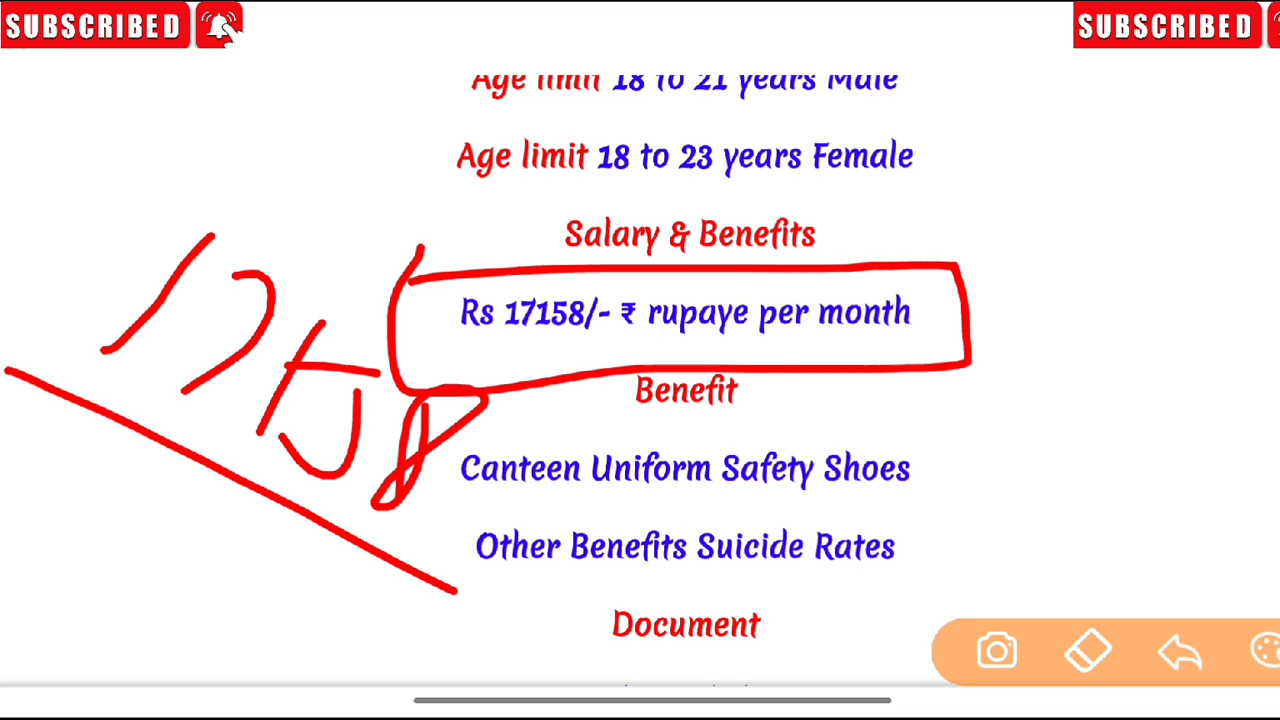 SUBSCRIBED SUBSCRIBED
Age limit 18 to 21 years Male
Age limit 18 to 23 years Female
Salary & Benefits
Rs 17158/- ₹ rupaye per month
Benefit
Canteen Uniform Safety Shoes
Other Benefits Suicide Rates
Document